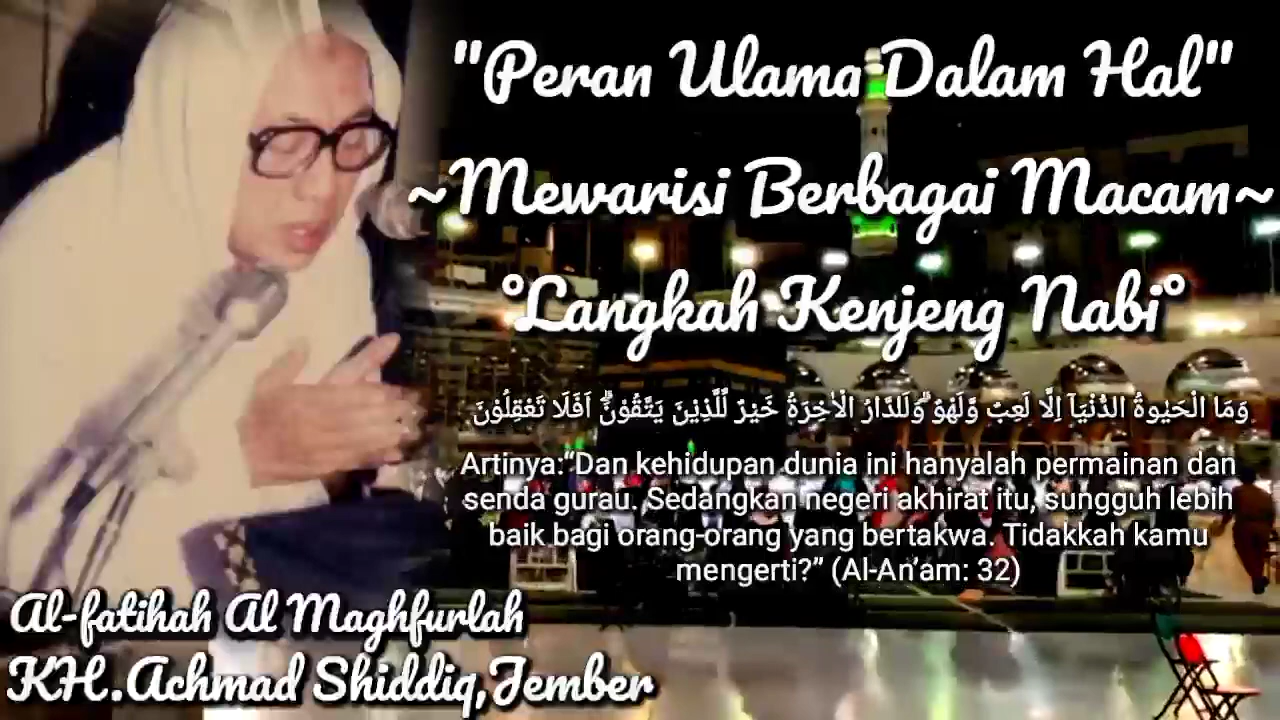 "Peran Ulama Dalam Hal"
~Mewarisi Berbagai Macam~
°Langkah Kenjeng Nabi°
وَمَا الْحَيٰوةُ الدُّنْيَآ اِلَّا لَعِبٌ وَّلَهْوٌ ۗوَلَلدَّارُ الْاٰخِرَةُ خَيْرٌ لِّلَّذِيْنَ يَتَّقُوْنَۗ اَفَلَا تَعْقِلُوْنَ
Artinya:“Dan kehidupan dunia ini hanyalah permainan dan
senda gurau. Sedangkan negeri akhirat itu, sungguh lebih
baik bagi orang-orang yang bertakwa. Tidakkah kamu
mengerti?” (Al-An’am: 32)
Al-fatihah Al Maghfurlah
KH.Achmad Shiddiq,Jember